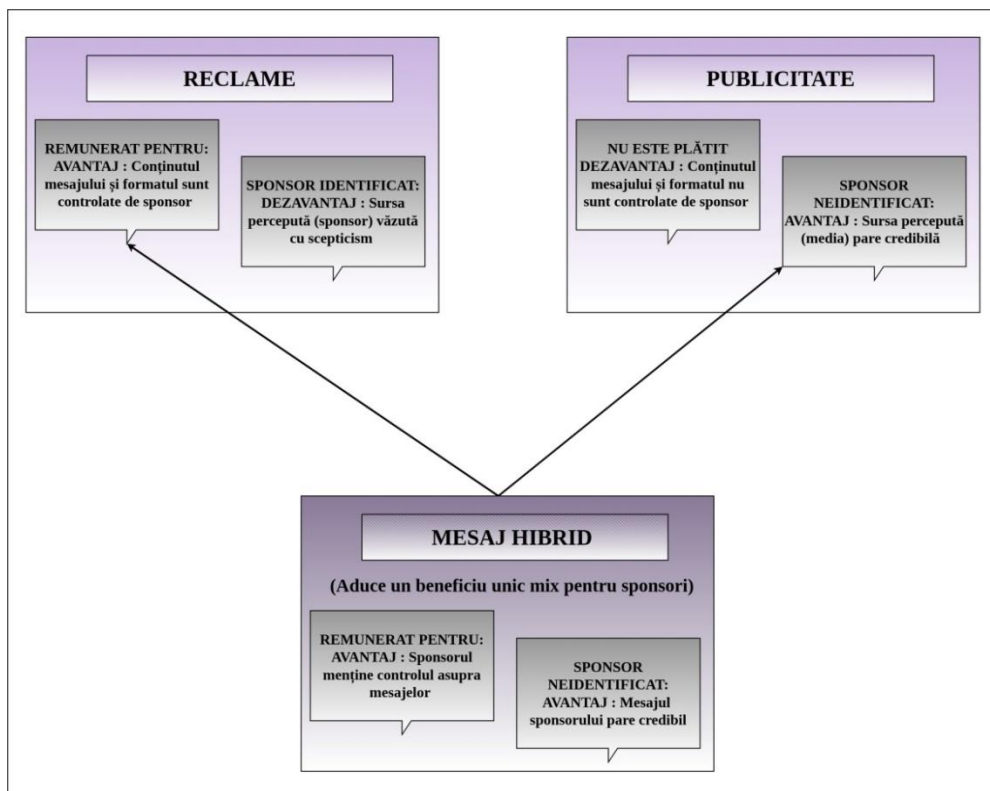 RECLAME
REMUNERAT PENTRU:
AVANTAJ : Conținutul
mesajului și formatul sunt
controlate de sponsor
SPONSOR IDENTIFICAT:
DEZAVANTAJ : Sursa
percepută (sponsor) văzută
cu scepticism
PUBLICITATE
NU ESTE PLĂTIT
DEZAVANTAJ : Conținutul
mesajului și formatul nu
sunt controlate de sponsor
SPONSOR
NEIDENTIFICAT:
AVANTAJ : Sursa percepută
(media) pare credibilă
MESAJ HIBRID
(Aduce un beneficiu unic mix pentru sponsori)
REMUNERAT PENTRU:
AVANTAJ : Sponsorul
menține controlul asupra
mesajelor
SPONSOR
NEIDENTIFICAT:
AVANTAJ : Mesajul
sponsorului pare credibil